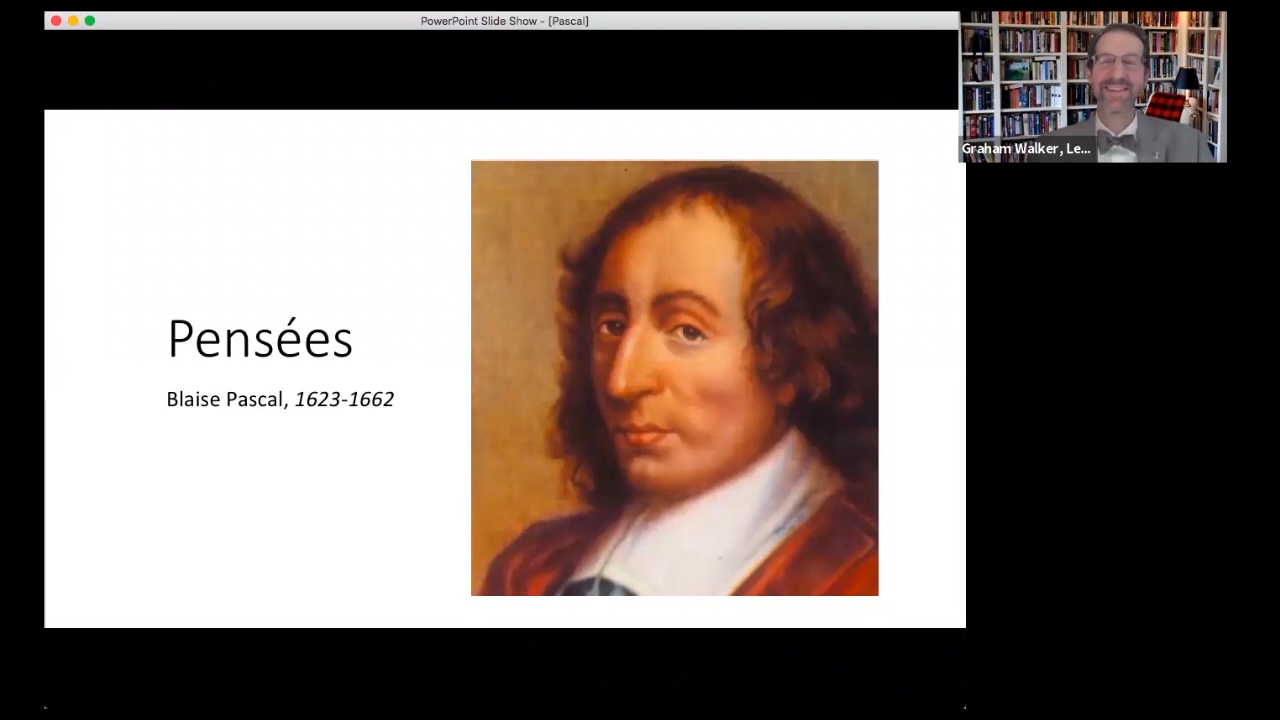 PowerPoint Slide Show - [Pascal]
Graham Walker, Le...
Pensées
Blaise Pascal, 1623-1662